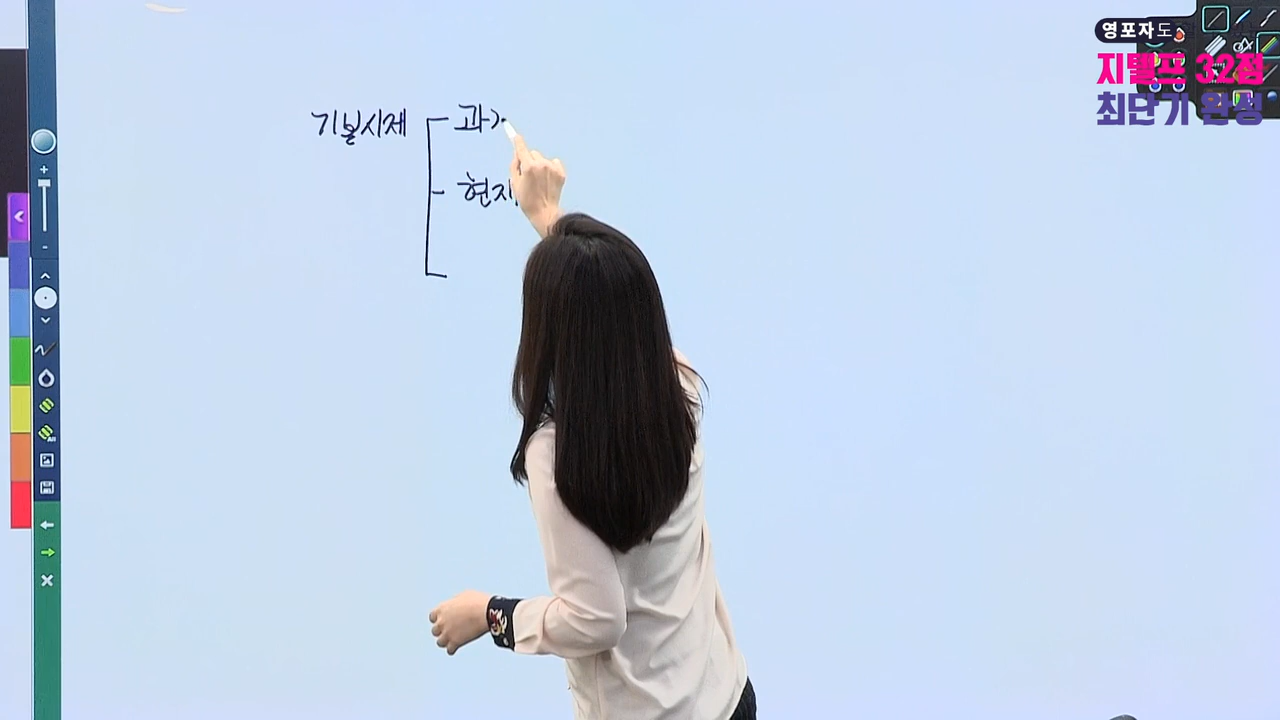 영포자도
지텔프 32점
최단기 완성
기본시제
과거
현재